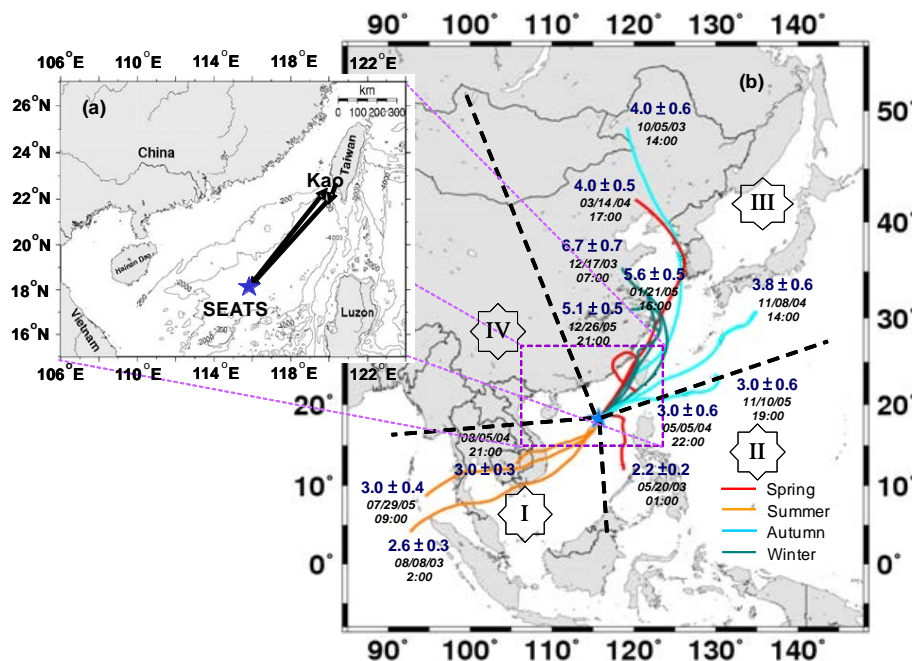 90° 100° 110° 120° 130° 140°
106°E 110°E 114°E 118°E 122°E
(a)
km
0 100 200 300
China
Taiwan
Kao
Hainan Dao
SEATS
Vietnam
Luzon
26°N
24°N
22°N
20°N
18°N
16°N
106°E 110°E 114°E 118°E 122°E
(b)
50°
40°
30°
20°
10°
0°
20°
10°
0°
4.0 ± 0.6
10/05/03
14:00
4.0 ± 0.5
03/14/04
17:00
III
6.7 ± 0.7
12/17/03
07:00
5.6 ± 0.5
01/21/05
16:00
3.8 ± 0.6
11/08/04
14:00
5.1 ± 0.5
12/26/05
21:00
IV
3.0 ± 0.6
11/10/05
19:00
3.0 ± 0.6
05/05/04
22:00
II
08/05/04
21:00
3.0 ± 0.3
2.2 ± 0.2
05/20/03
01:00
3.0 ± 0.4
07/29/05
09:00
I
2.6 ± 0.3
08/08/03
2:00
Spring
Summer
Autumn
Winter
90° 100° 110° 120° 130° 140°